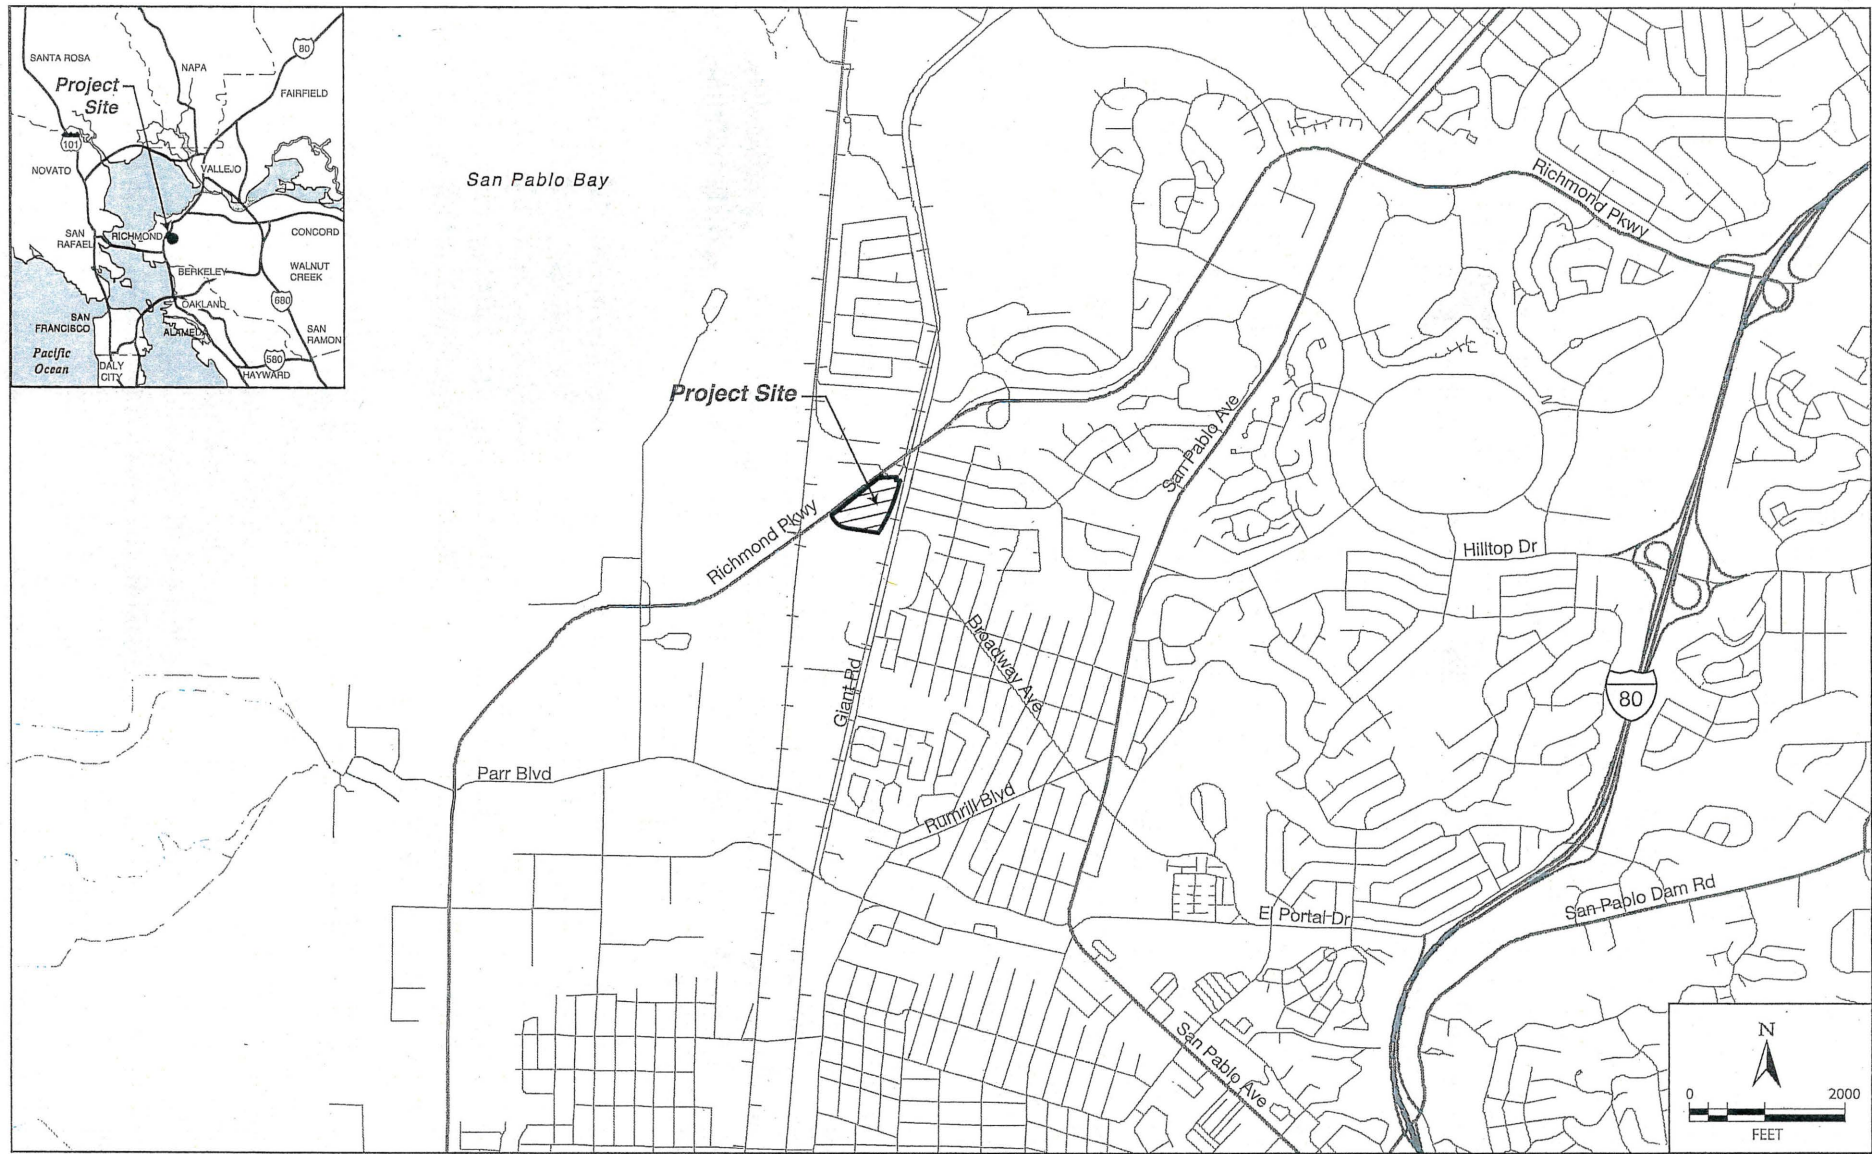 SANTA ROSA
80
NAPA
Project
Site
FAIRFIELD
101
NOVATO
VALLEJO
SAN
RAFAEL
RICHMOND
CONCORD
BERKELEY
WALNUT
CREEK
OAKLAND
680
SAN
FRANCISCO
ALAMEDA
SAN
RAMON
Pacific
Ocean
DALY
CITY
580
HAYWARD
San Pablo Bay
Richmond Pkwy
Project Site
San Pablo Ave
Richmond Pkwy
Hilltop Dr
Broadway Ave
Giant Rd
80
Parr Blvd
Rumrill Blvd
El Portal Dr
San Pablo Dam Rd
San Pablo Ave
N
0 2000
FEET